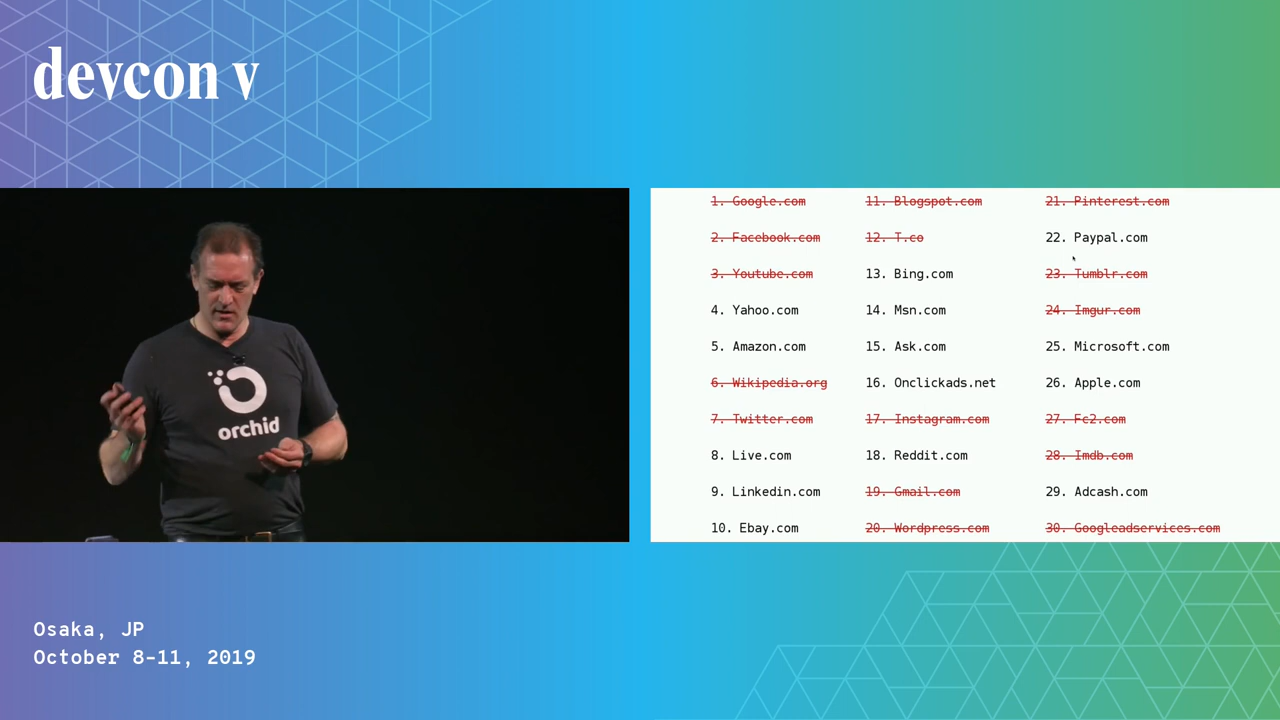 devcon v
orchid
1. Google.com
2. Facebook.com
3. Youtube.com
4. Yahoo.com
5. Amazon.com
6. Wikipedia.org
7. Twitter.com
8. Live.com
9. Linkedin.com
10. Ebay.com
11. Blogspot.com
12. T.co
13. Bing.com
14. Msn.com
15. Ask.com
16. Onclickads.net
17. Instagram.com
18. Reddit.com
19. Gmail.com
20. Wordpress.com
21. Pinterest.com
22. Paypal.com
23. Tumblr.com
24. Imgur.com
25. Microsoft.com
26. Apple.com
27. Fc2.com
28. Imdb.com
29. Adcash.com
30. Googleadservices.com
Osaka, JP
October 8-11, 2019